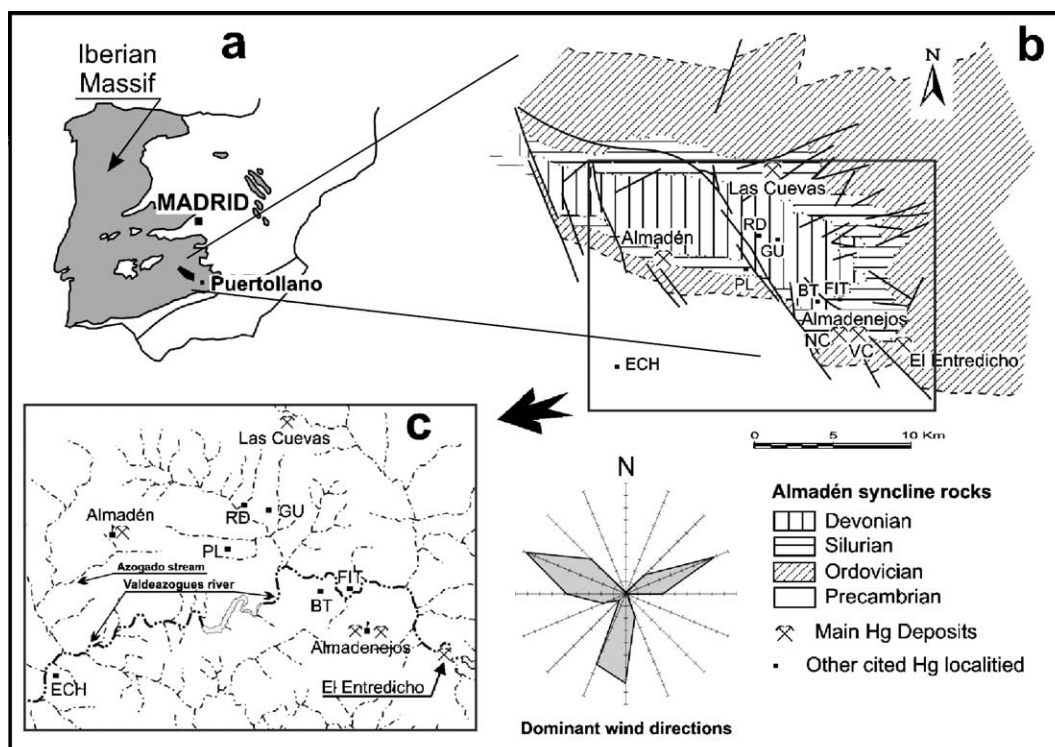 a
Iberian
Massif
MADRID
Puertollano
b
N
Las Cuevas
RD
GU
Almadén
PL
BT FIT
Almadenejos
NC
VC
El Entredicho
ECH
0 5 10 Km
c
Las Cuevas
Almadén
RD
GU
PL
Azogado stream
Valdeazogues river
FIT
BT
Almadenejos
El Entredicho
ECH
N
Dominant wind directions
Almadén syncline rocks
Devonian
Silurian
Ordovician
Precambrian
Main Hg Deposits
Other cited Hg localitied